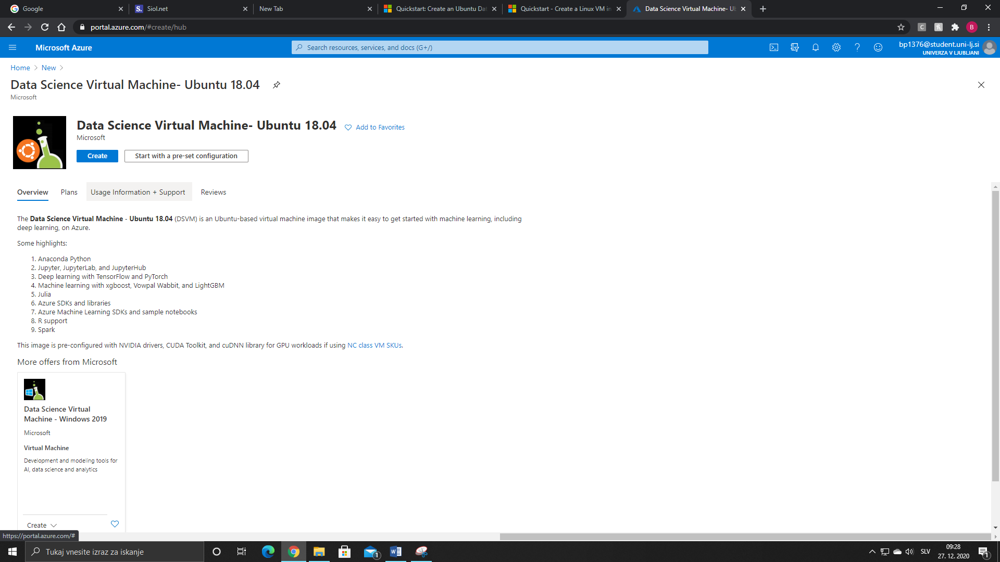 Google
Siol.net
New Tab
Quickstart: Create an Ubuntu Dat
Quickstart - Create a Linux VM in
Data Science Virtual Machine- Ub
portal.azure.com/#create/hub
C
B
Microsoft Azure
Search resources, services, and docs (G+/)
bp1376@student.uni-lj.si
UNIVERZA V LJUBLJANI
Home
New
Data Science Virtual Machine- Ubuntu 18.04
Microsoft
Data Science Virtual Machine- Ubuntu 18.04
Add to Favorites
Microsoft
Create
Start with a pre-set configuration
Overview
Plans
Usage Information + Support
Reviews
The Data Science Virtual Machine - Ubuntu 18.04 (DSVM) is an Ubuntu-based virtual machine image that makes it easy to get started with machine learning, including
deep learning, on Azure.
Some highlights:
1. Anaconda Python
2. Jupyter, JupyterLab, and JupyterHub
3. Deep learning with TensorFlow and PyTorch
4. Machine learning with xgboost, Vowpal Wabbit, and LightGBM
5. Julia
6. Azure SDKs and libraries
7. Azure Machine Learning SDKs and sample notebooks
8. R support
9. Spark
This image is pre-configured with NVIDIA drivers, CUDA Toolkit, and cuDNN library for GPU workloads if using NC class VM SKUs.
More offers from Microsoft
Data Science Virtual
Machine - Windows 2019
Microsoft
Virtual Machine
Development and modeling tools for
AI, data science and analytics
Create
https://portal.azure.com/#
Tukaj vnesite izraz za iskanje
1
SLV
09:28
27. 12. 2020
1